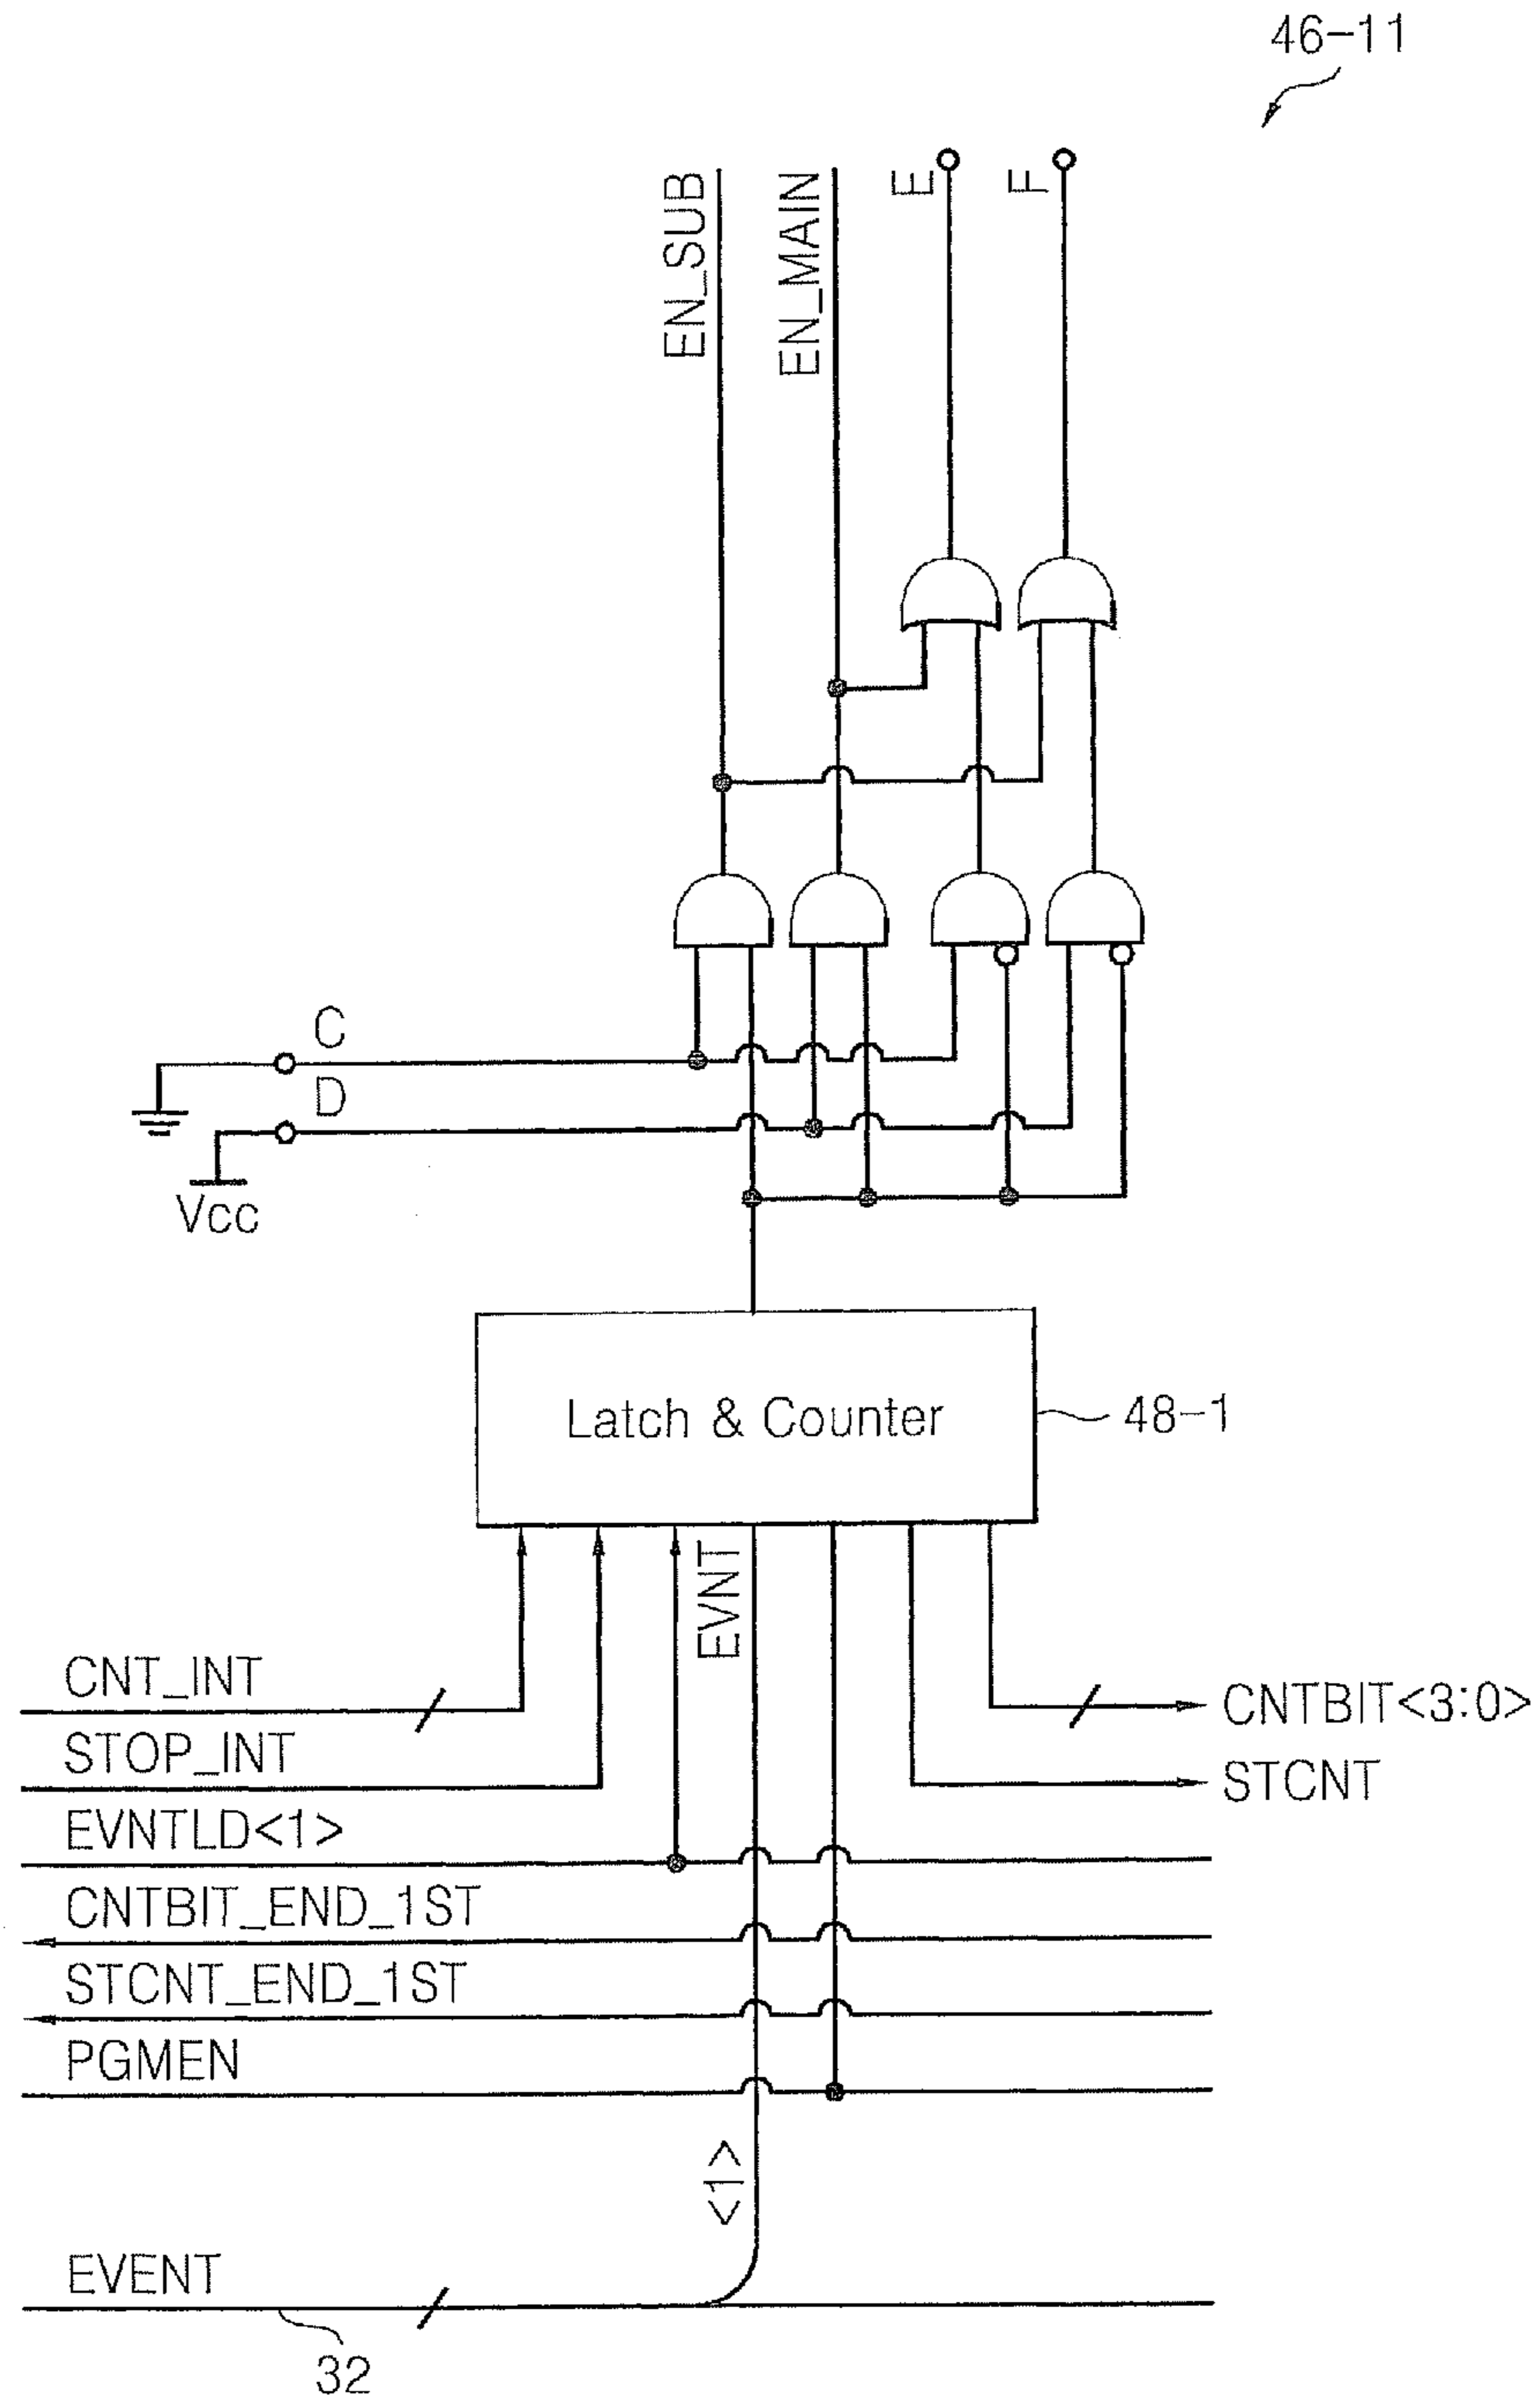 46-11
EN_SUB
EN_MAIN
E
F
C
D
Vcc
Latch & Counter
48-1
EVNT
CNT_INT
STOP_INT
EVNTLD<1>
CNTBIT_END_1ST
STCNT_END_1ST
PGMEN
CNTBIT<3:0>
STCNT
<1>
EVENT
32